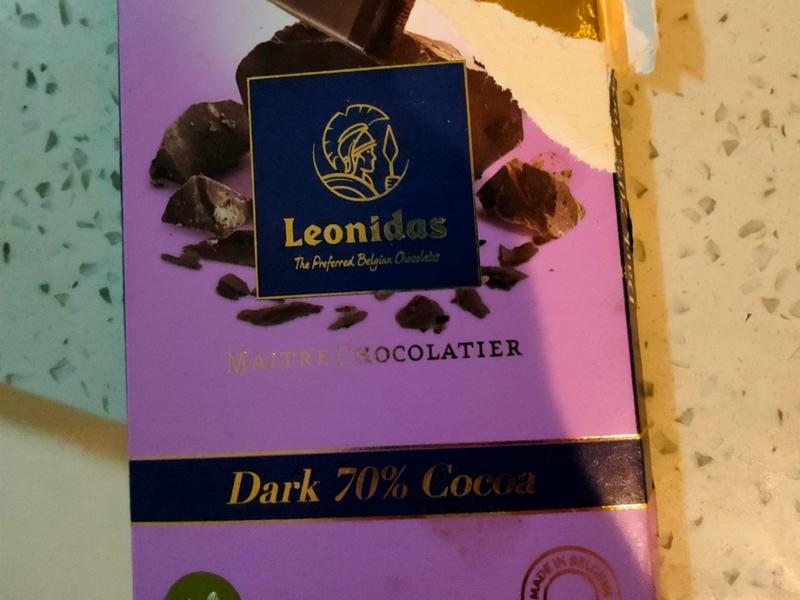 Leonidas
The Preferred Belgian Chocolates
MAITRE CHOCOLATIER
Dark 70% Cocoa
MADE IN BELGIUM